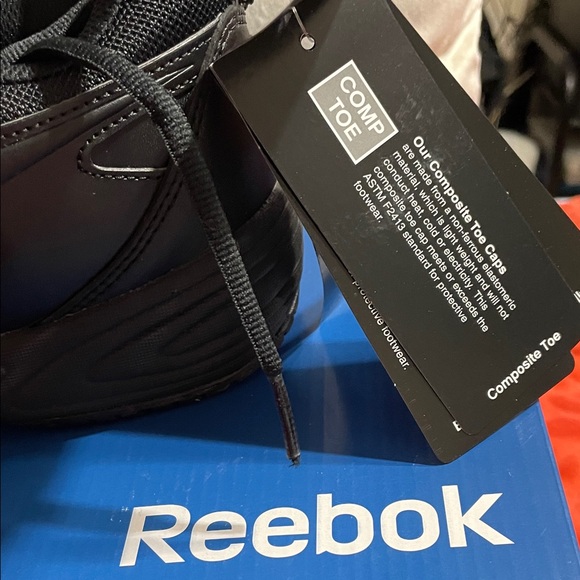 COMP
TOE
Our Composite Toe Caps
are made from a non-ferrous elastomeric
material, which is light weight and will not
conduct heat, cold or electricity. This
composite toe cap meets or exceeds the
ASTM F2413 standard for protective
footwear.
Composite Toe
protective footwear.
E
Reebok